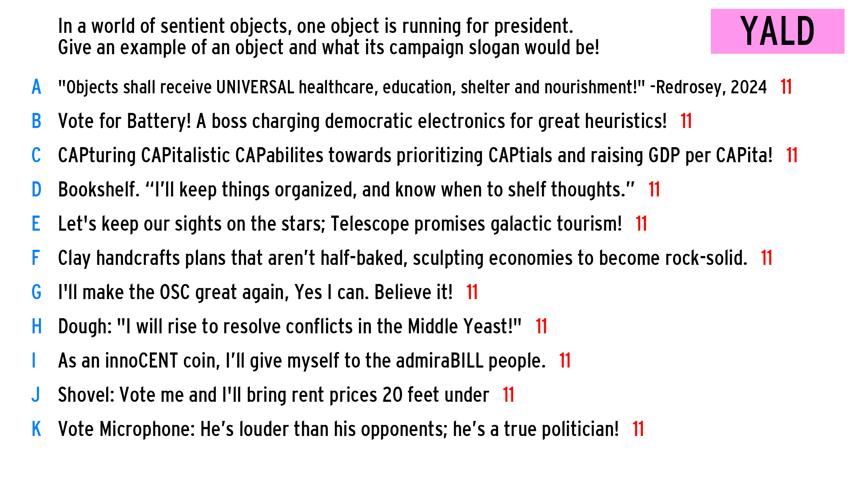 In a world of sentient objects, one object is running for president.
Give an example of an object and what its campaign slogan would be!
YALD
A "Objects shall receive UNIVERSAL healthcare, education, shelter and nourishment!" -Redrosey, 2024 11
B Vote for Battery! A boss charging democratic electronics for great heuristics! 11
C CAPturing CAPitalistic CAPabilites towards prioritizing CAPtials and raising GDP per CAPita! 11
D Bookshelf. “I’ll keep things organized, and know when to shelf thoughts.” 11
E Let's keep our sights on the stars; Telescope promises galactic tourism! 11
F Clay handcrafts plans that aren’t half-baked, sculpting economies to become rock-solid. 11
G I'll make the OSC great again, Yes I can. Believe it! 11
H Dough: "I will rise to resolve conflicts in the Middle Yeast!" 11
I As an innoCENT coin, I’ll give myself to the admiraBILL people. 11
J Shovel: Vote me and I'll bring rent prices 20 feet under 11
K Vote Microphone: He’s louder than his opponents; he’s a true politician! 11